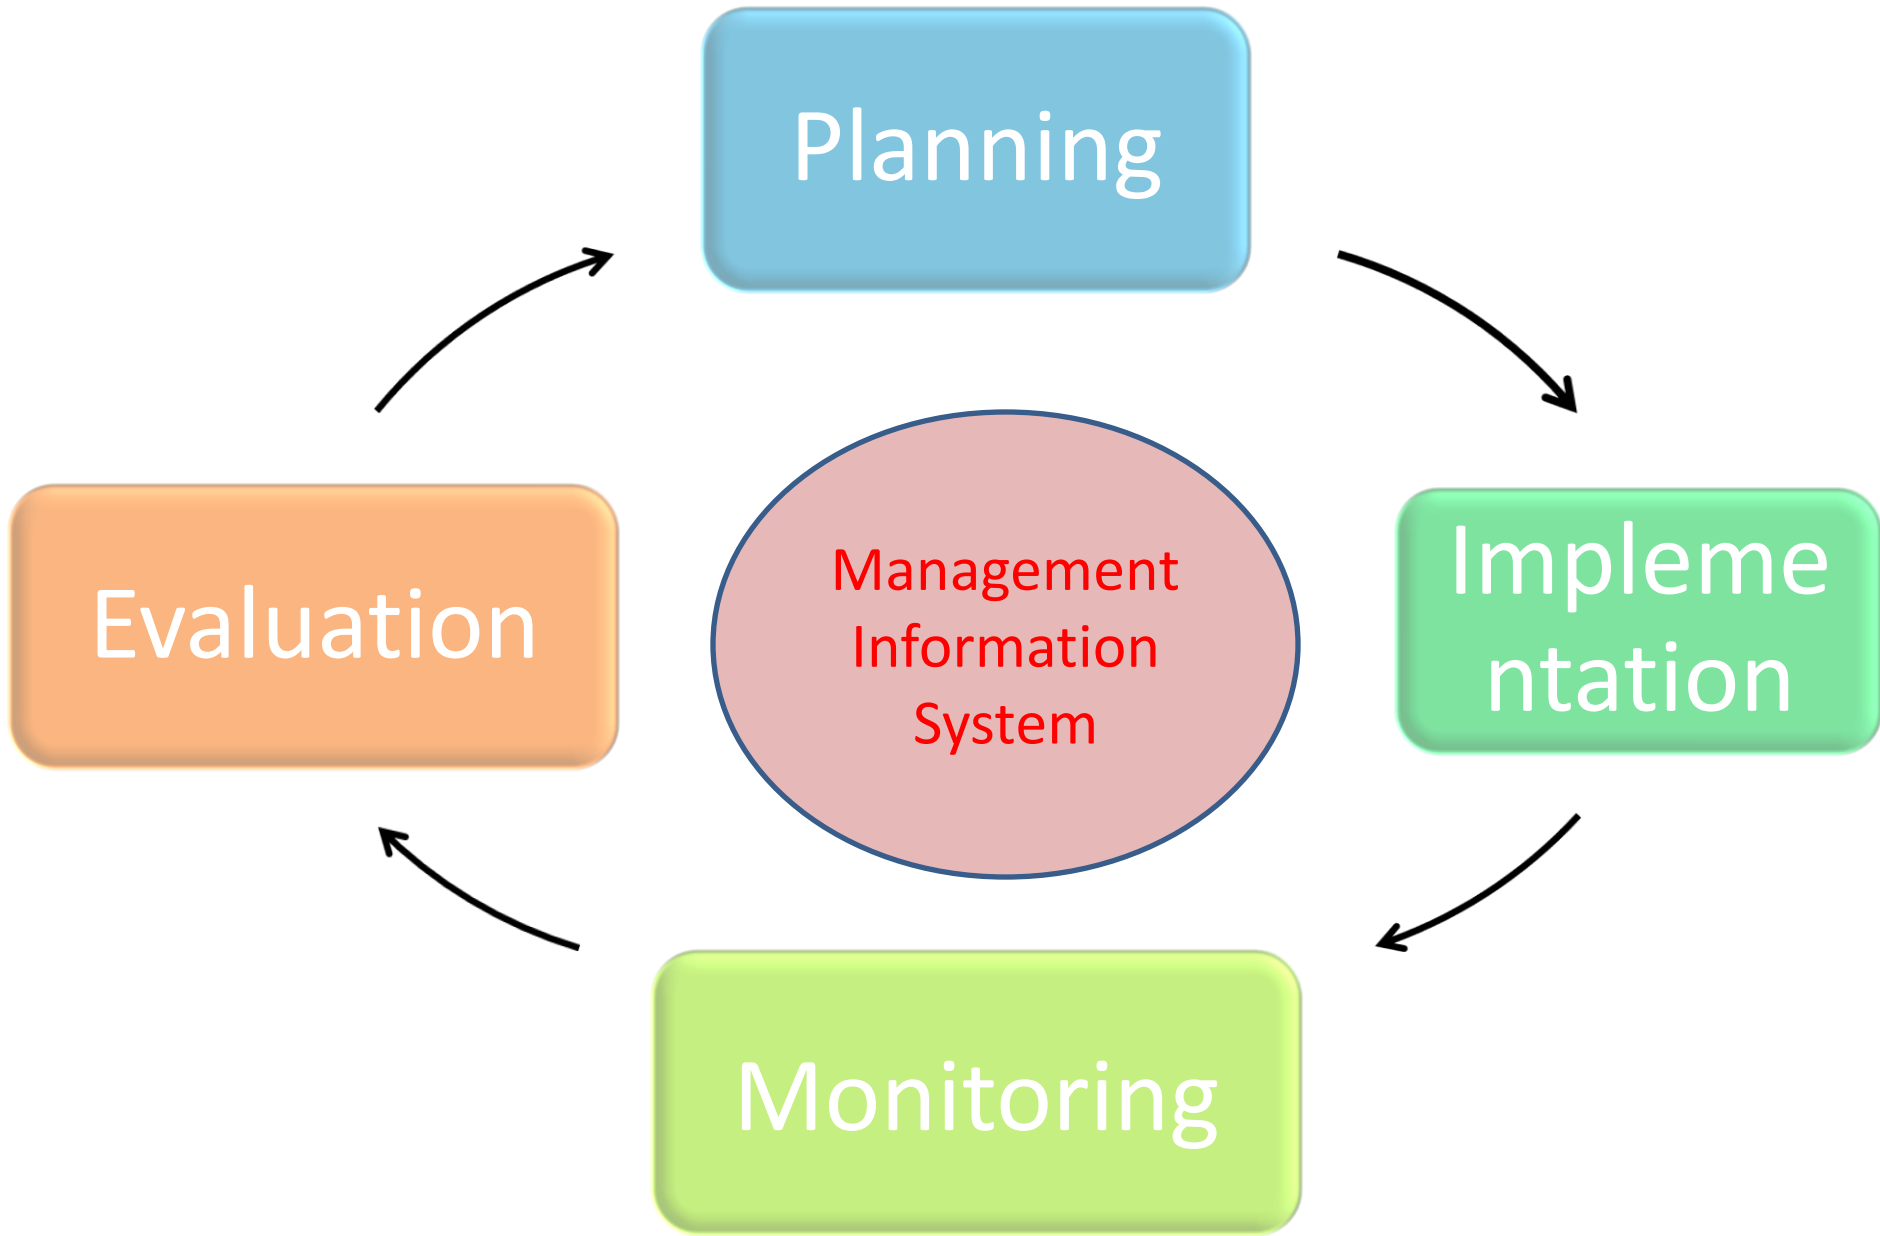 Planning
Evaluation
Management
Information
System
Impleme
ntation
Monitoring